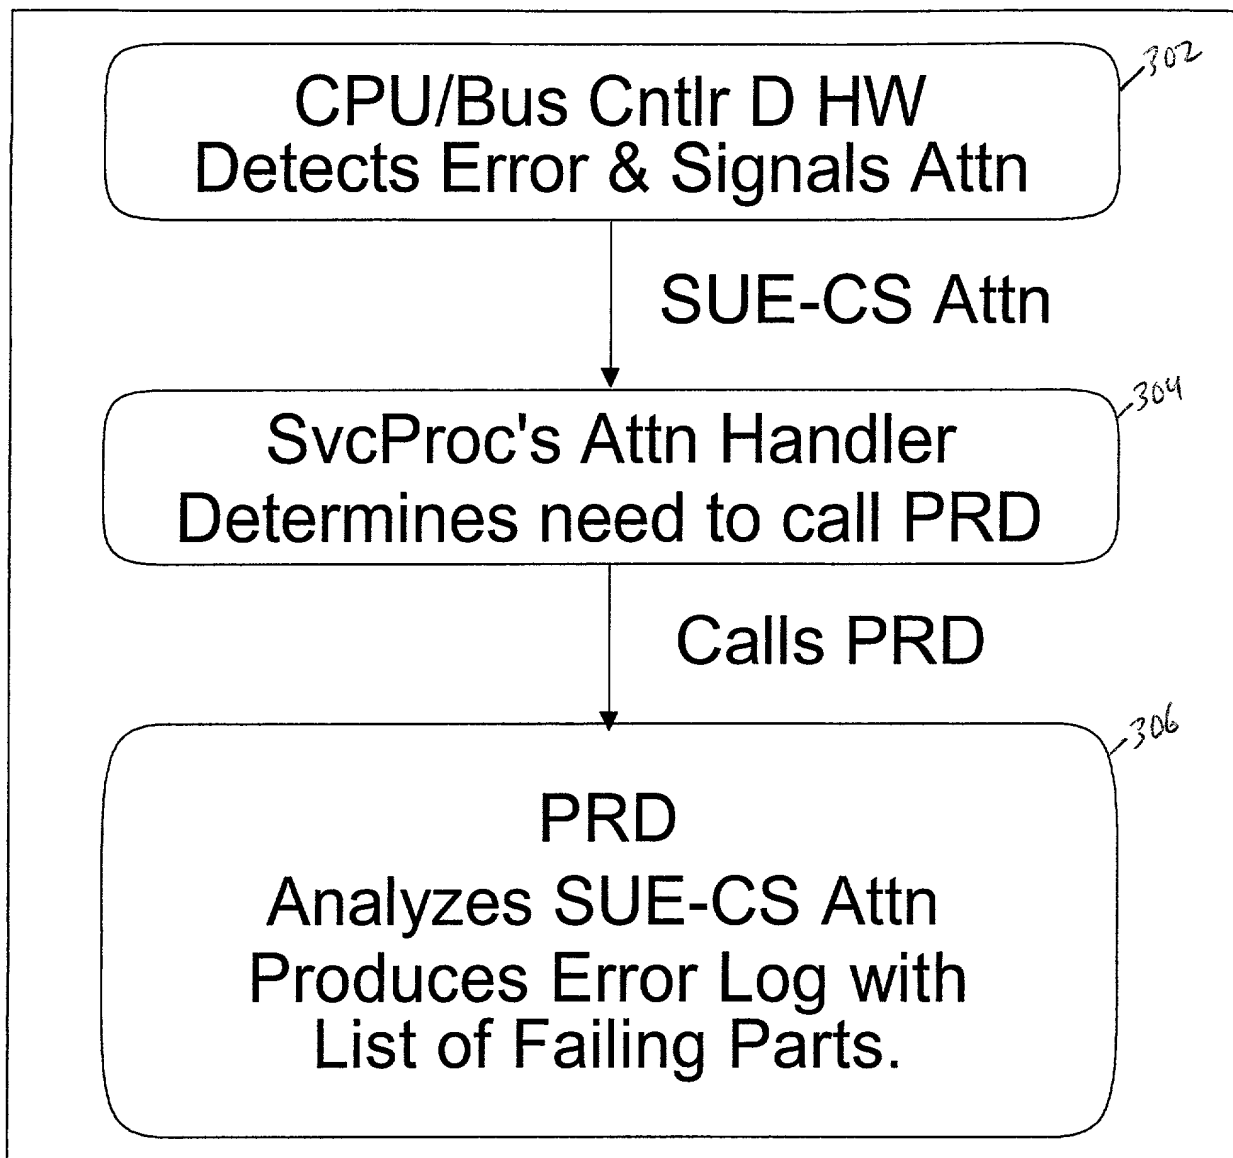 302
CPU/Bus Cntlr D HW
Detects Error & Signals Attn
SUE-CS Attn
304
SvcProc's Attn Handler
Determines need to call PRD
Calls PRD
306
PRD
Analyzes SUE-CS Attn
Produces Error Log with
List of Failing Parts.